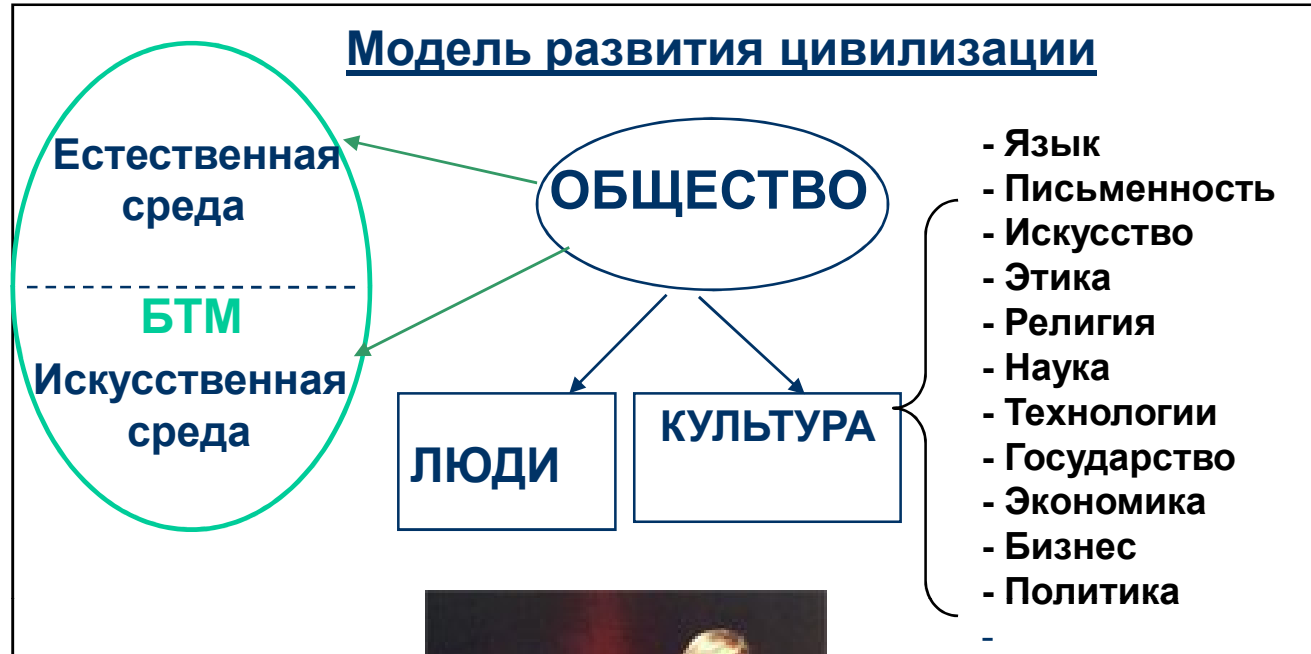 Модель развития цивилизации
Естественная
среда
БТМ
Искусственная
среда
ОБЩЕСТВО
ЛЮДИ
КУЛЬТУРА
- Язык
- Письменность
- Искусство
- Этика
- Религия
- Наука
- Технологии
- Государство
- Экономика
- Бизнес
- Политика
-